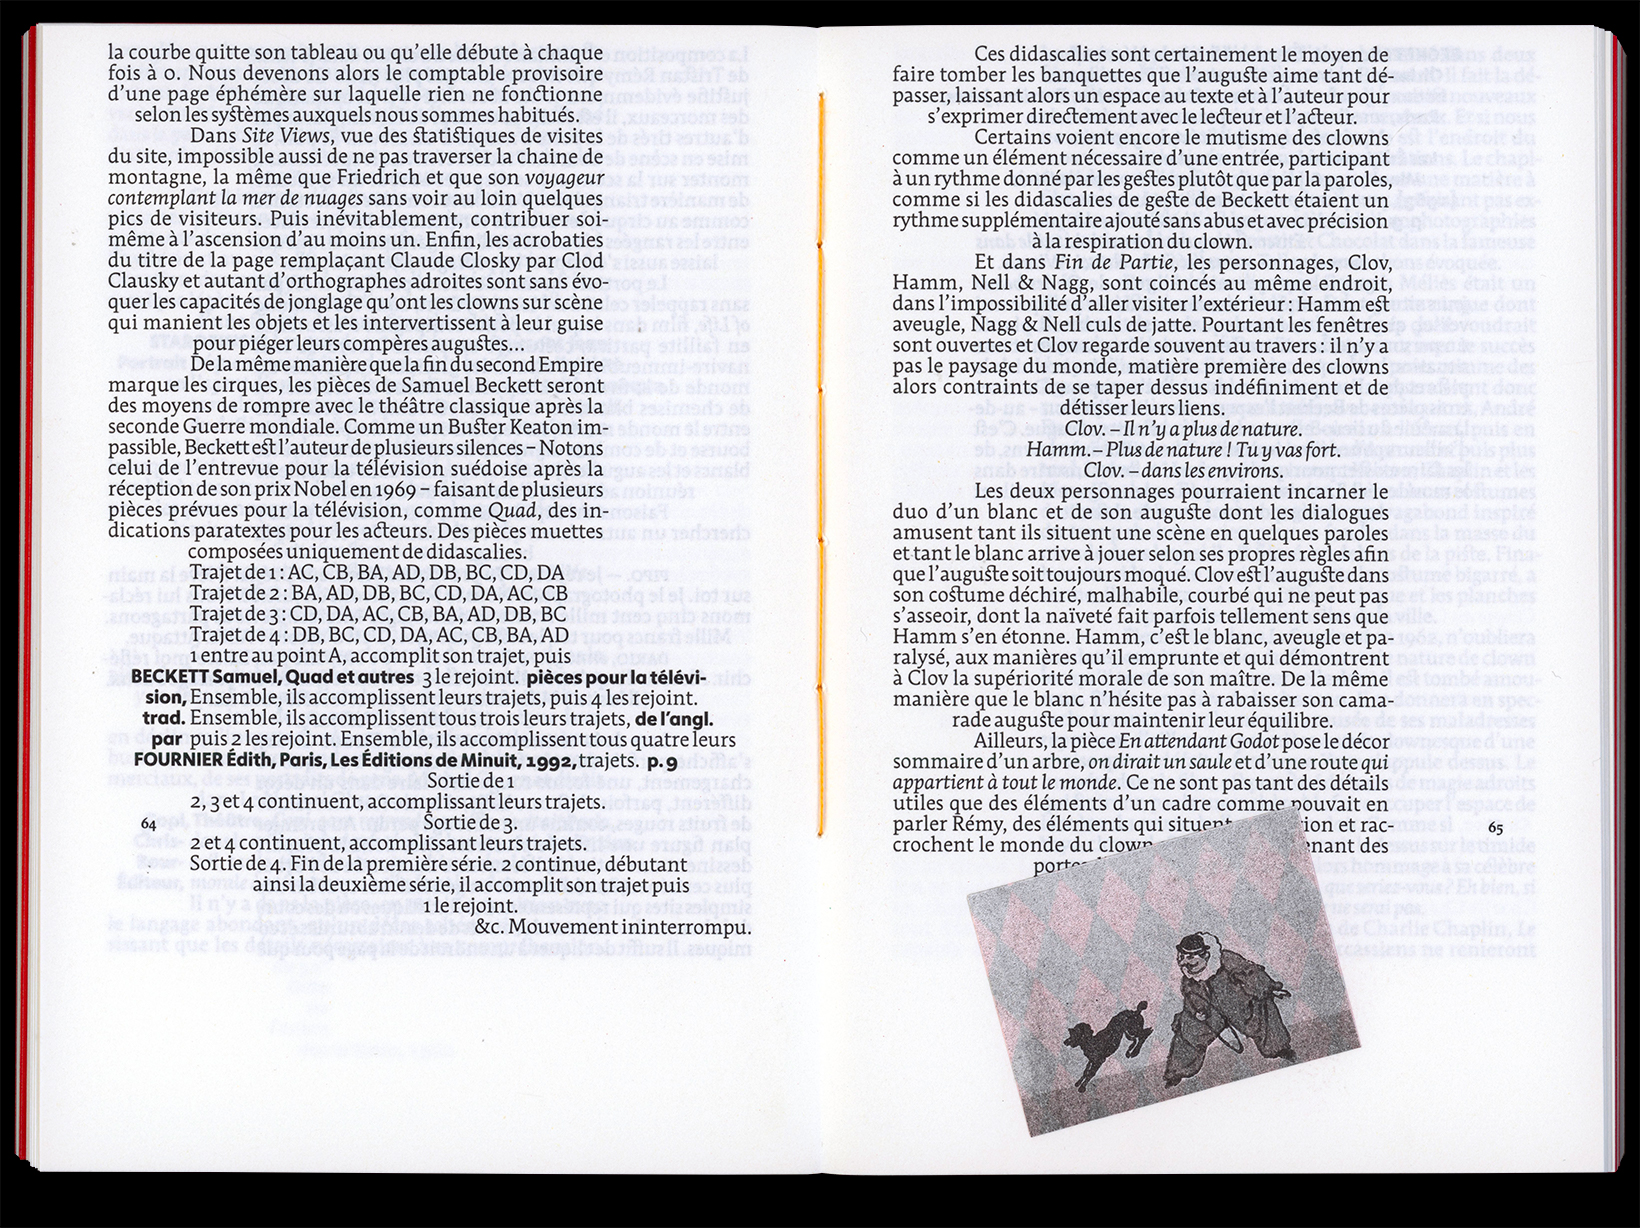 la courbe quitte son tableau ou qu’elle débute à chaque
fois à 0. Nous devenons alors le comptable provisoire
d’une page éphémère sur laquelle rien ne fonctionne
selon les systèmes auxquels nous sommes habitués.
Dans Site Views, vue des statistiques de visites
du site, impossible aussi de ne pas traverser la chaine de
montagne, la même que Friedrich et que son voyageur
contemplant la mer de nuages sans voir au loin quelques
pics de visiteurs. Puis inévitablement, contribuer soi-
même à l’ascension d’au moins un. Enfin, les acrobaties
du titre de la page remplaçant Claude Closky par Clod
Clausky et autant d’orthographes adroites sont sans évo-
quer les capacités de jonglage qu’ont les clowns sur scène
qui manient les objets et les intervertissent à leur guise
pour piéger leurs compères augustes...
De la même manière que la fin du second Empire
marque les cirques, les pièces de Samuel Beckett seront
des moyens de rompre avec le théâtre classique après la
seconde Guerre mondiale. Comme un Buster Keaton im-
passible, Beckett est l’auteur de plusieurs silences – Notons
celui de l’entrevue pour la télévision suédoise après la
réception de son prix Nobel en 1969 – faisant de plusieurs
pièces prévues pour la télévision, comme Quad, des in-
dications paratextes pour les acteurs. Des pièces muettes
composées uniquement de didascalies.
Trajet de 1 : AC, CB, BA, AD, DB, BC, CD, DA
Trajet de 2 : BA, AD, DB, BC, CD, DA, AC, CB
Trajet de 3 : CD, DA, AC, CB, BA, AD, DB, BC
Trajet de 4 : DB, BC, CD, DA, AC, CB, BA, AD
1 entre au point A, accomplit son trajet, puis
BECKETT Samuel, Quad et autres 3 le rejoint. pièces pour la télévi-
sion, Ensemble, ils accomplissent leurs trajets, puis 4 les rejoint.
trad. Ensemble, ils accomplissent tous trois leurs trajets, de l’angl.
par puis 2 les rejoint. Ensemble, ils accomplissent tous quatre leurs
FOURNIER Édith, Paris, Les Éditions de Minuit, 1992, trajets. p. 9
Sortie de 1
2, 3 et 4 continuent, accomplissant leurs trajets.
64 Sortie de 3.
2 et 4 continuent, accomplissant leurs trajets.
Sortie de 4. Fin de la première série. 2 continue, débutant
ainsi la deuxième série, il accomplit son trajet puis
1 le rejoint.
&c. Mouvement ininterrompu.
Ces didascalies sont certainement le moyen de
faire tomber les banquettes que l’auguste aime tant dé-
passer, laissant alors un espace au texte et à l’auteur pour
s’exprimer directement avec le lecteur et l’acteur.
Certains voient encore le mutisme des clowns
comme un élément nécessaire d’une entrée, participant
à un rythme donné par les gestes plutôt que par la paroles,
comme si les didascalies de geste de Beckett étaient un
rythme supplémentaire ajouté sans abus et avec précision
à la respiration du clown.
Et dans Fin de Partie, les personnages, Clov,
Hamm, Nell & Nagg, sont coincés au même endroit,
dans l’impossibilité d’aller visiter l’extérieur : Hamm est
aveugle, Nagg & Nell culs de jatte. Pourtant les fenêtres
sont ouvertes et Clov regarde souvent au travers : il n’y a
pas le paysage du monde, matière première des clowns
alors contraints de se taper dessus indéfiniment et de
détisser leurs liens.
Clov. – Il n’y a plus de nature.
Hamm. – Plus de nature ! Tu y vas fort.
Clov. – dans les environs.
Les deux personnages pourraient incarner le
duo d’un blanc et de son auguste dont les dialogues
amusent tant ils situent une scène en quelques paroles
et tant le blanc arrive à jouer selon ses propres règles afin
que l’auguste soit toujours moqué. Clov est l’auguste dans
son costume déchiré, malhabile, courbé qui ne peut pas
s’asseoir, dont la naïveté fait parfois tellement sens que
Hamm s’en étonne. Hamm, c’est le blanc, aveugle et pa-
ralysé, aux manières qu’il emprunte et qui démontrent
à Clov la supériorité morale de son maître. De la même
manière que le blanc n’hésite pas à rabaisser son cama-
rade auguste pour maintenir leur équilibre.
Ailleurs, la pièce En attendant Godot pose le décor
sommaire d’un arbre, on dirait un saule et d’une route qui
appartient à tout le monde. Ce ne sont pas tant des détails
utiles que des éléments d’un cadre comme pouvait en
parler Rémy, des éléments qui situent ion et rac-
crochent le monde du clown enant des
65